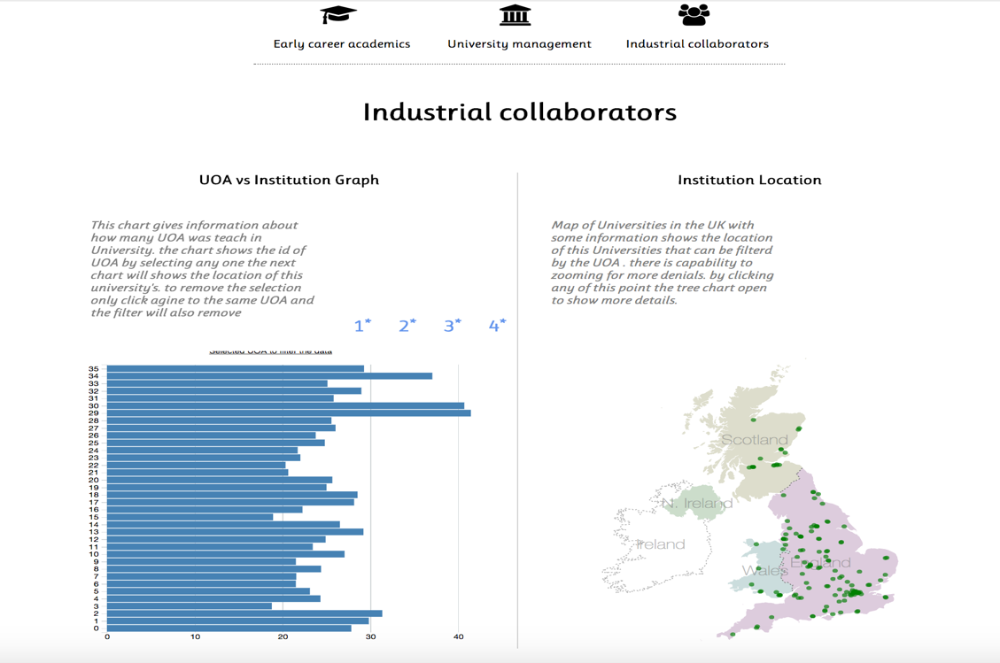 Early career academics
University management
Industrial collaborators
Industrial collaborators
UOA vs Institution Graph
This chart gives information about
how many UOA was teach in
University. the chart shows the id of
UOA by selecting any one the next
chart will shows the location of this
university's. to remove the selection
only click agine to the same UOA and
the filter will also remove
1* 2* 3* 4*
Selected UOA to filter the data
35
34
33
32
31
30
29
28
27
26
25
24
23
22
21
20
19
18
17
16
15
14
13
12
11
10
9
8
7
6
5
4
3
2
1
0
0 10 20 30 40
Institution Location
Map of Universities in the UK with
some information shows the location
of this Universities that can be filterd
by the UOA . there is capability to
zooming for more denials. by clicking
any of this point the tree chart open
to show more details.
Scotland
N. Ireland
Ireland
England
Wales